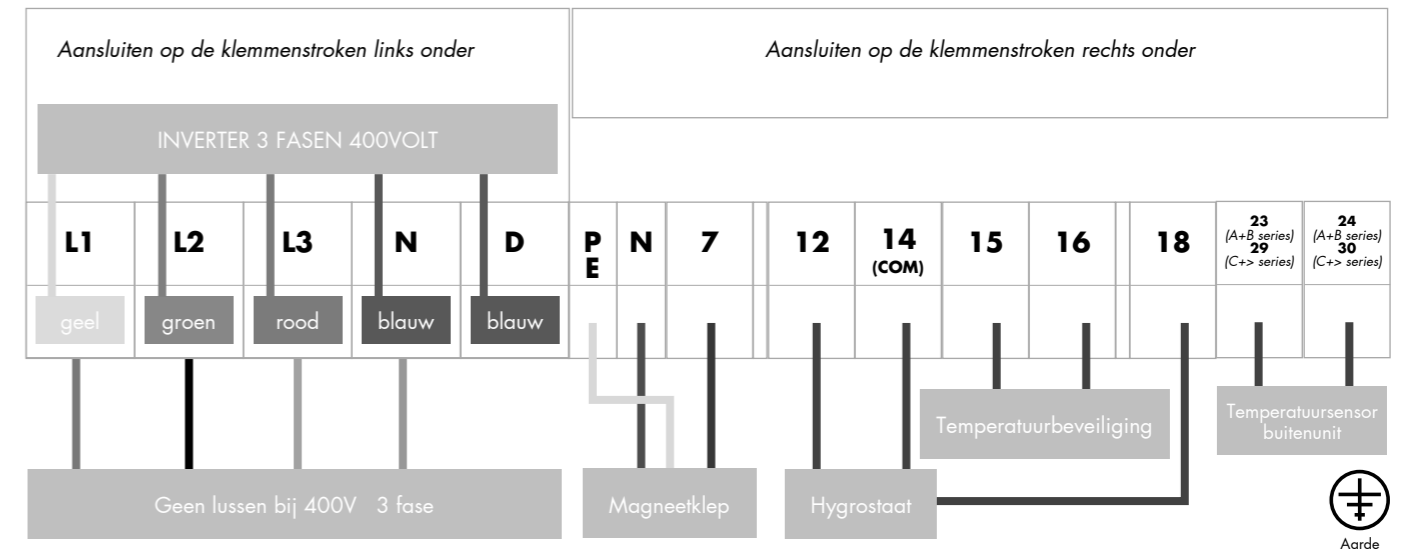 Aansluiten op de klemmenstroken links onder
Aansluiten op de klemmenstroken rechts onder
INVERTER 3 FASEN 400VOLT
L1
L2
L3
N
D
P
E
N
7
12
14
(COM)
15
16
18
23
(A+B series)
29
(C+> series)
24
(A+B series)
30
(C+> series)
geel
groen
rood
blauw
blauw
Temperatuurbeveiliging
Temperatuursensor
buitenunit
Geen lussen bij 400V 3 fase
Magneetklep
Hygrostaat
Aarde